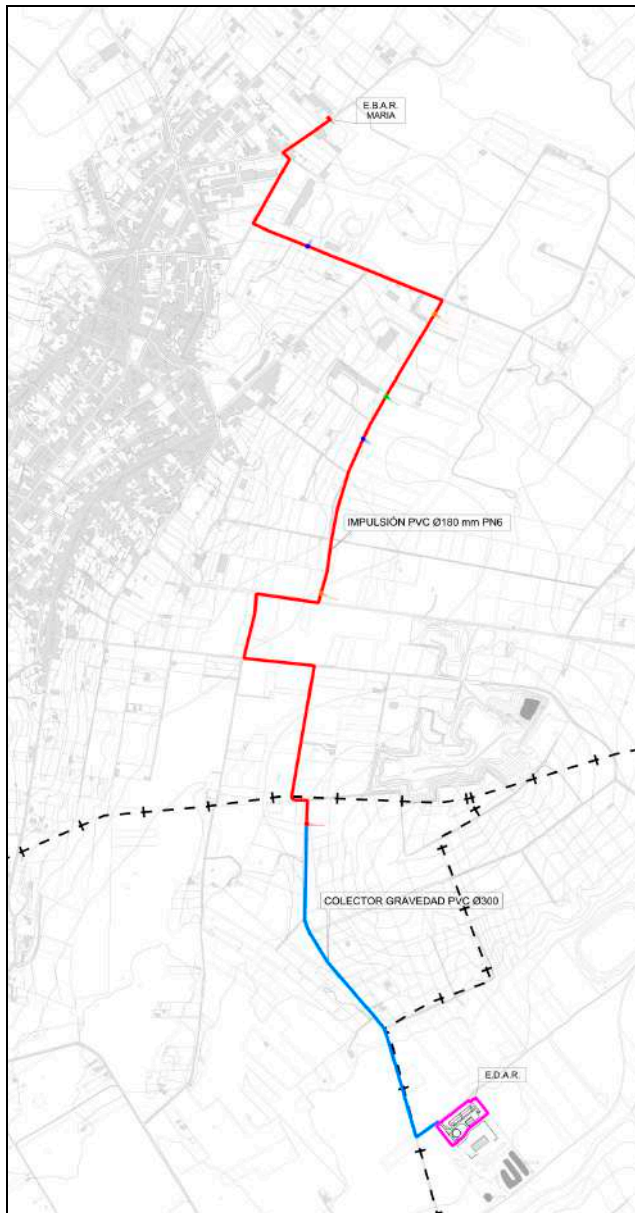 E.B.A.R.
MARIA
IMPULSIÓN PVC Ø180 mm PN6
COLECTOR GRAVEDAD PVC Ø300
E.D.A.R.